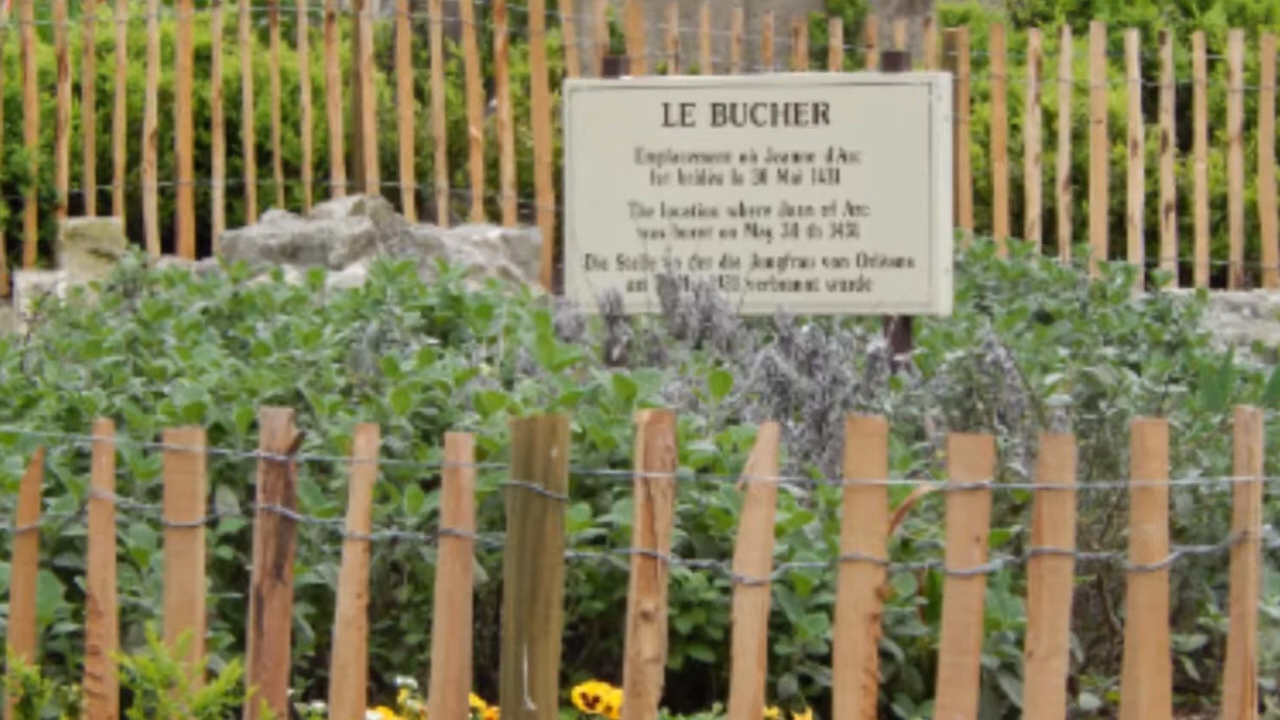 LE BUCHER
Emplacement où Jeanne d'Arc
fut brûlée le 30 Mai 1431
The location where Joan of Arc
was burnt on May 30 th 1431
Die Stelle in der die Jungfrau von Orléans
am 1431 verbrannt wurde